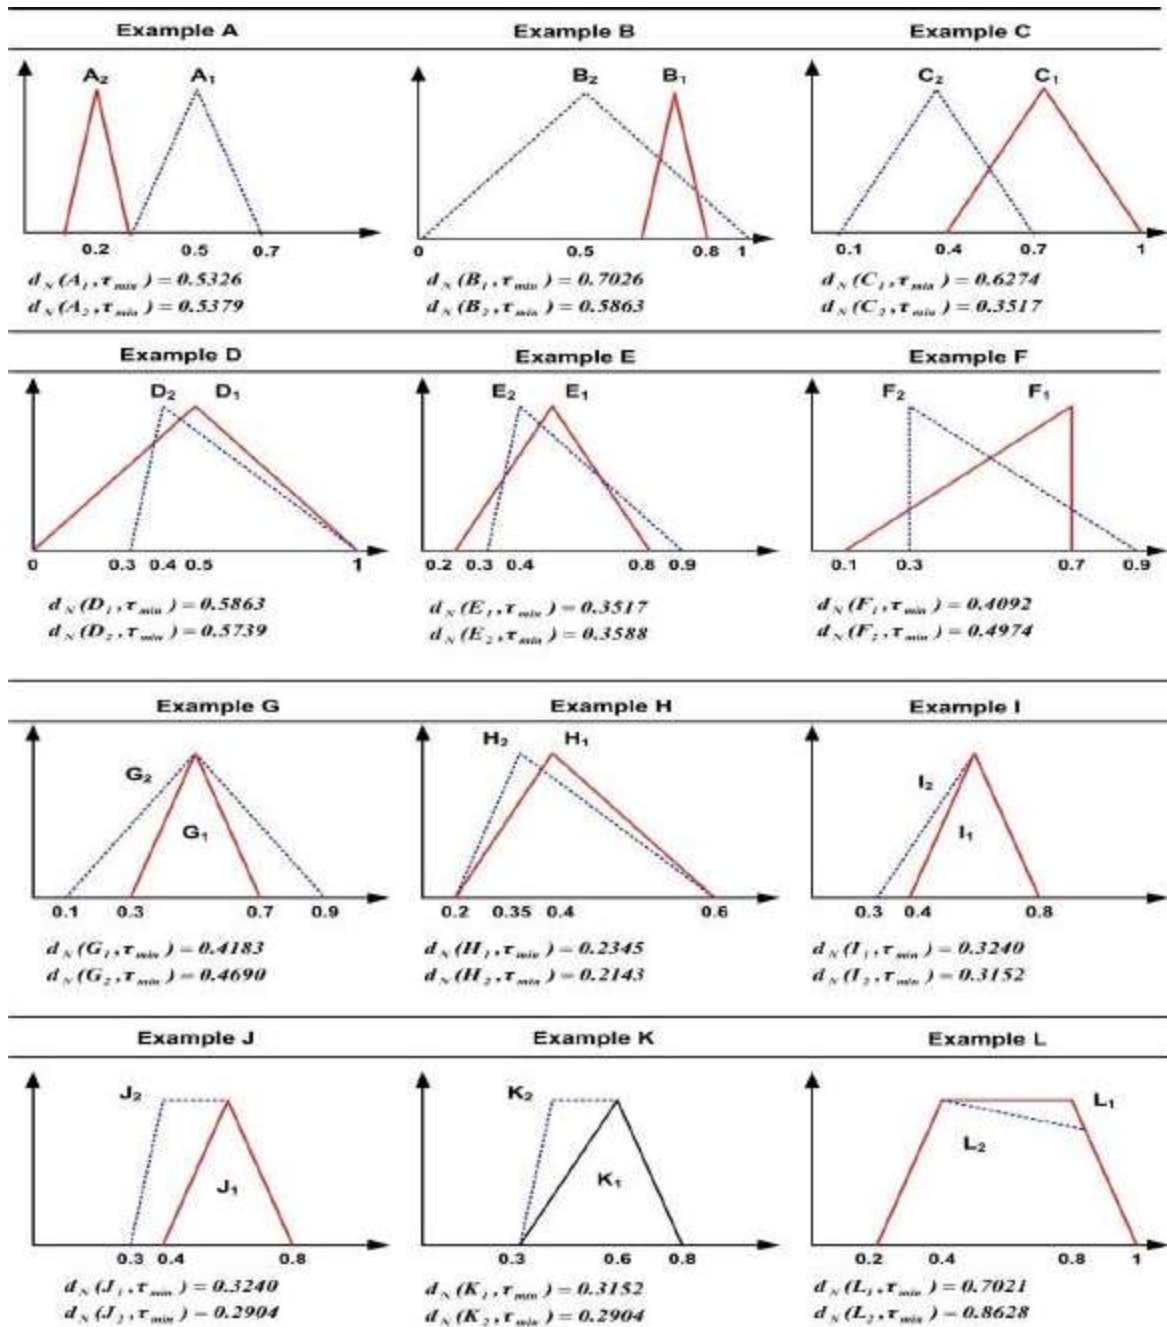 Example A Example B Example C
A₂ A₁ B₂ B₁ C₂ C₁
0.2 0.5 0.7 0 0.5 0.8 1 0.1 0.4 0.7 1
d_N(A₁,τ_min) = 0.5326 d_N(B₁,τ_min) = 0.7026 d_N(C₁,τ_min) = 0.6274
d_N(A₂,τ_min) = 0.5379 d_N(B₂,τ_min) = 0.5863 d_N(C₂,τ_min) = 0.3517
Example D Example E Example F
D₂ D₁ E₂ E₁ F₂ F₁
0 0.3 0.4 0.5 1 0.2 0.3 0.4 0.8 0.9 0.1 0.3 0.7 0.9
d_N(D₁,τ_min) = 0.5863 d_N(E₁,τ_min) = 0.3517 d_N(F₁,τ_min) = 0.4092
d_N(D₂,τ_min) = 0.5739 d_N(E₂,τ_min) = 0.3588 d_N(F₂,τ_min) = 0.4974
Example G Example H Example I
G₂ H₂ H₁ I₂
G₁ I₁
0.1 0.3 0.7 0.9 0.2 0.35 0.4 0.6 0.3 0.4 0.8
d_N(G₁,τ_min) = 0.4183 d_N(H₁,τ_min) = 0.2345 d_N(I₁,τ_min) = 0.3240
d_N(G₂,τ_min) = 0.4690 d_N(H₂,τ_min) = 0.2143 d_N(I₂,τ_min) = 0.3152
Example J Example K Example L
J₂ K₂ L₁
L₂
J₁ K₁
0.3 0.4 0.8 0.3 0.6 0.8 0.2 0.4 0.8 1
d_N(J₁,τ_min) = 0.3240 d_N(K₁,τ_min) = 0.3152 d_N(L₁,τ_min) = 0.7021
d_N(J₂,τ_min) = 0.2904 d_N(K₂,τ_min) = 0.2904 d_N(L₂,τ_min) = 0.8628